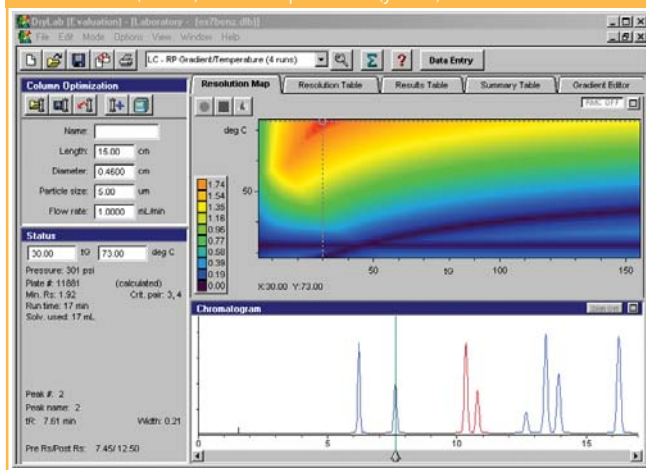 DryLab [Evaluation] - [Laboratory - [ex7benz.dlb]]
File Edit Mode Options View Window Help
LC - RP Gradient/Temperature (4 runs)
Data Entry
Column Optimization
Name:
Length: 15.00 cm
Diameter: 0.4600 cm
Particle size: 5.00 um
Flow rate: 1.0000 mL/min
Status
30.00 tG 73.00 deg C
Pressure: 301 psi
Plate #: 11881 (calculated)
Min. Rs: 1.92 Crit. pair: 3, 4
Run time: 17 min
Solv. used: 17 mL
Peak #: 2
Peak name: 2
tR: 7.61 min Width: 0.21
Pre Rs/Post Rs: 7.45/12.50
Resolution Map
Resolution Table
Results Table
Summary Table
Gradient Editor
deg C
50
1.74
1.54
1.35
1.16
0.96
0.77
0.58
0.39
0.19
0.00
50 tG 100 150
X:30.00 Y:73.00
Chromatogram
0 5 10 15